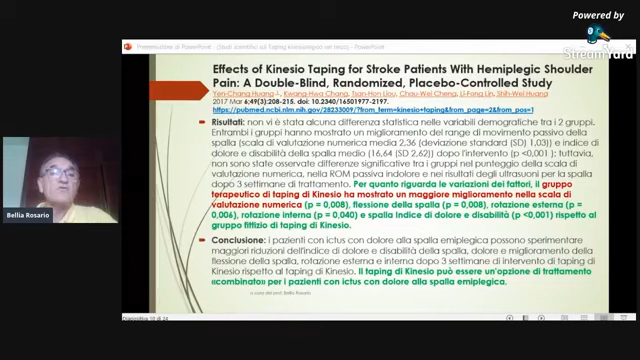 Powered by
StreamYard
Presentazione di PowerPoint - [Studi scientifici sul Taping Kinesiologico nel
Effects of Kinesio Taping for Stroke Patients With Hemiplegic Shoulder
Pain: A Double-Blind, Randomized, Placebo-Controlled Study
Yen-Chang Huang 1, Kwang-Hwa Chang, Tsan-Hon Liou, Chau-Wei Cheng, Li-Fong Lin, Shih-Wei Huang
2017 Mar 6;49(3):208-215. doi: 10.2340/16501977-2197.
https://pubmed.ncbi.nlm.nih.gov/28233009/?from_term=kinesio+taping&from_page=2&from_pos=1
Risultati: non vi è stata alcuna differenza statistica nelle variabili demografiche tra i 2 gruppi.
Entrambi i gruppi hanno mostrato un miglioramento del range di movimento passivo della
spalla (scala di valutazione numerica media 2,36 (deviazione standard (SD) 1,03)) e indice di
dolore e disabilità della spalla medio (16,64 (SD 2,62)) dopo l'intervento (p <0,001 ); tuttavia,
non sono state osservate differenze significative tra i gruppi nel punteggio della scala di
valutazione numerica, nella ROM passiva indolore e nei risultati degli ultrasuoni per la spalla
dopo 3 settimane di trattamento. Per quanto riguarda le variazioni dei fattori, il gruppo
terapeutico di taping di Kinesio ha mostrato un maggiore miglioramento nella scala di
valutazione numerica (p = 0,008), flessione della spalla (p = 0,008), rotazione esterna (p =
0,006), rotazione interna (p = 0,040) e spalla Indice di dolore e disabilità (p <0,001) rispetto al
gruppo fittizio di taping di Kinesio.
Conclusione: i pazienti con ictus con dolore alla spalla emiplegica possono sperimentare
maggiori riduzioni dell'indice di dolore e disabilità della spalla, dolore e miglioramento della
flessione della spalla, rotazione esterna e interna dopo 3 settimane di intervento di taping di
Kinesio rispetto al taping di Kinesio. Il taping di Kinesio può essere un'opzione di trattamento
«combinato» per i pazienti con ictus con dolore alla spalla emiplegica.
a cura del prof. Bellia Rosario
Bellia Rosario
Diapositiva 10 di 24